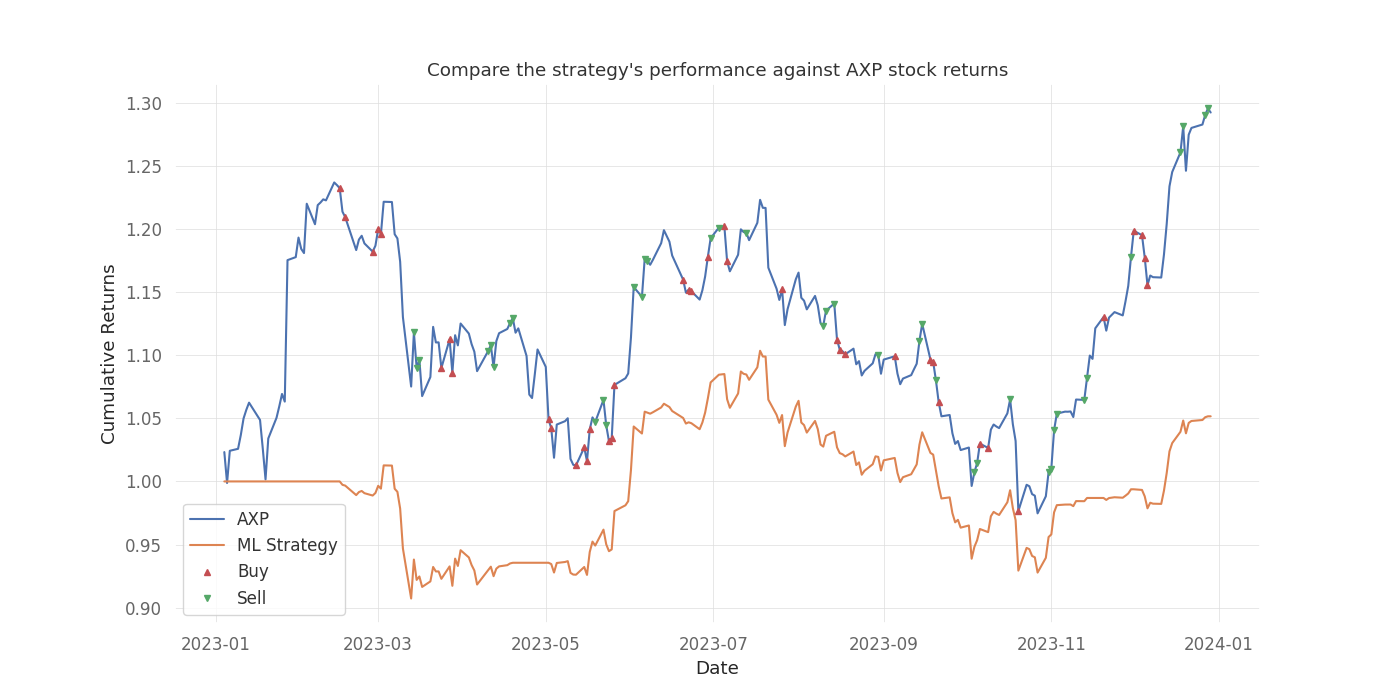 Compare the strategy's performance against AXP stock returns
Cumulative Returns
1.30
1.25
1.20
1.15
1.10
1.05
1.00
0.95
0.90
AXP
ML Strategy
Buy
Sell
2023-01 2023-03 2023-05 2023-07 2023-09 2023-11 2024-01
Date